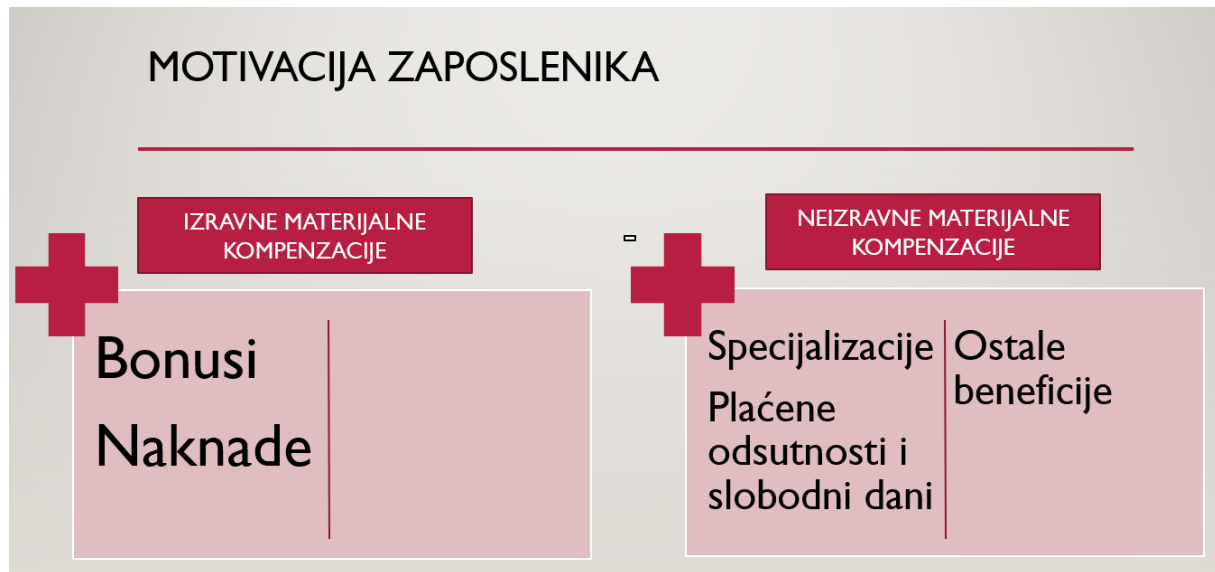 MOTIVACIJA ZAPOSLENIKA
IZRAVNE MATERIJALNE
KOMPENZACIJE
Bonusi
Naknade
NEIZRAVNE MATERIJALNE
KOMPENZACIJE
Specijalizacije
Plaćene
odsutnosti i
slobodni dani
Ostale
beneficije